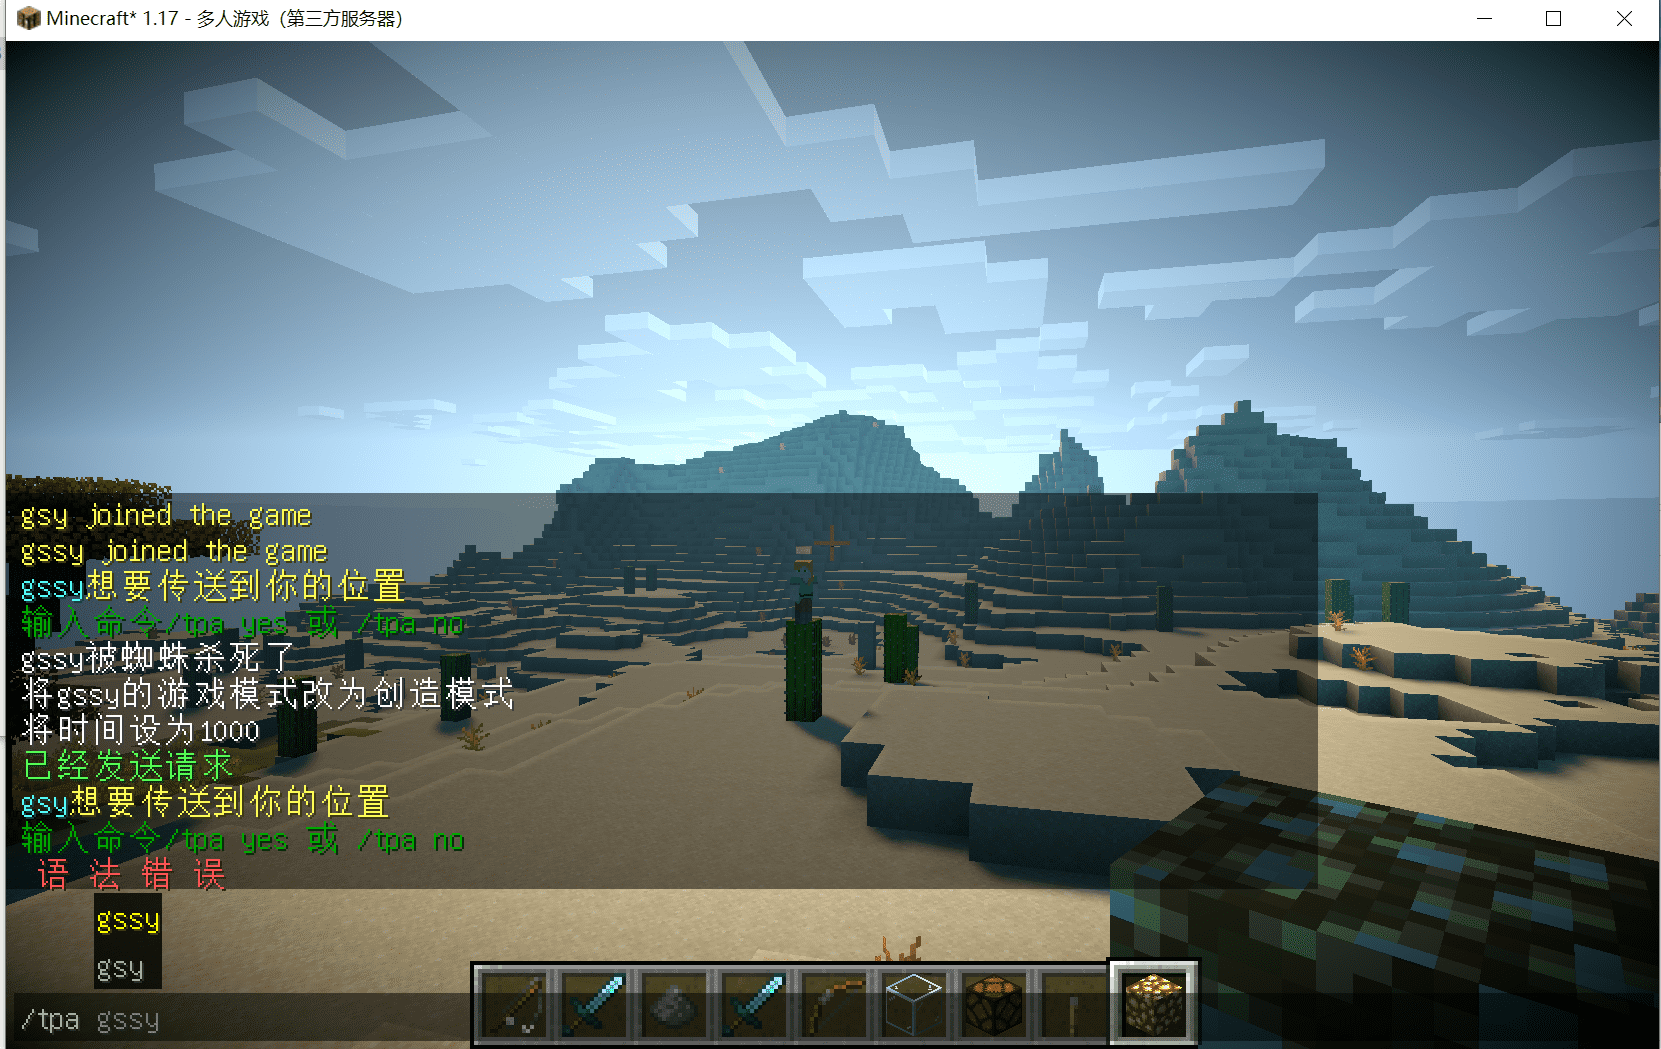 Minecraft* 1.17 - 多人游戏（第三方服务器）
gsy joined the game
gssy joined the game
gssy想要传送到你的位置
输入命令/tpa yes 或 /tpa no
gssy被蜘蛛杀死了
将gssy的游戏模式改为创造模式
将时间设为1000
已经发送请求
gsy想要传送到你的位置
输入命令/tpa yes 或 /tpa no
语 法 错 误
gssy
gsy
/tpa gssy